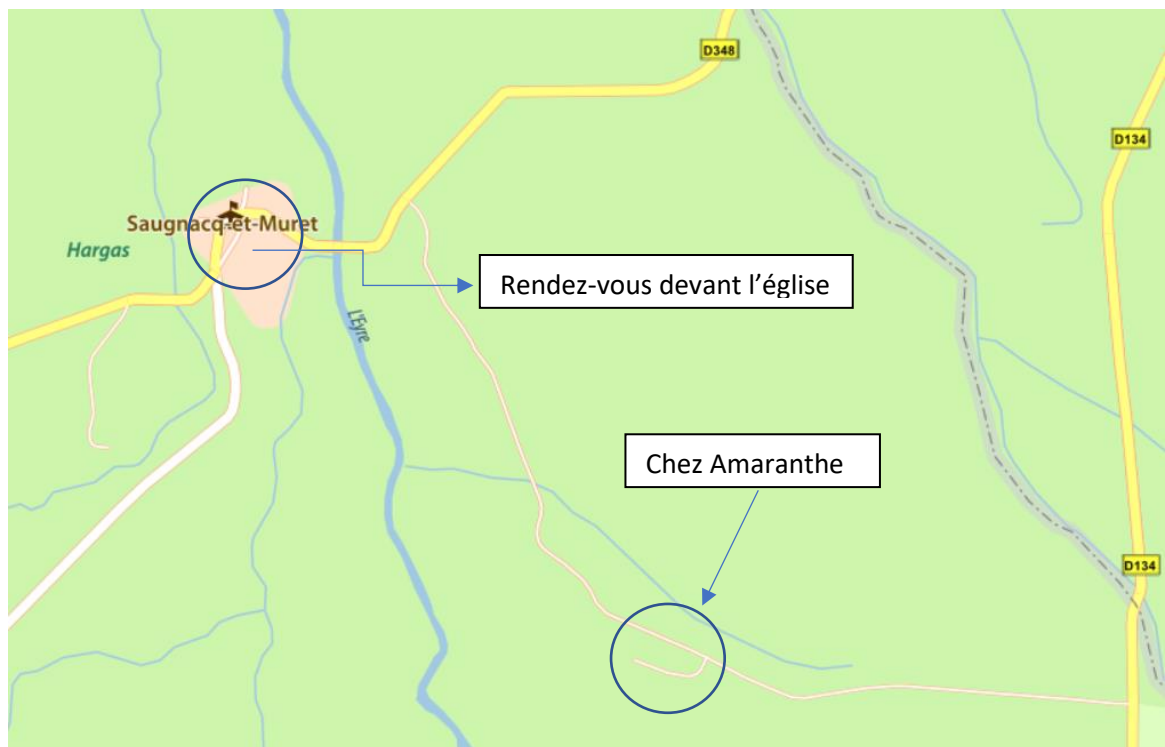 D348
D134
Saugnacq-et-Muret
Hargas
Rendez-vous devant l’église
L'Eyre
Chez Amaranthe
D134